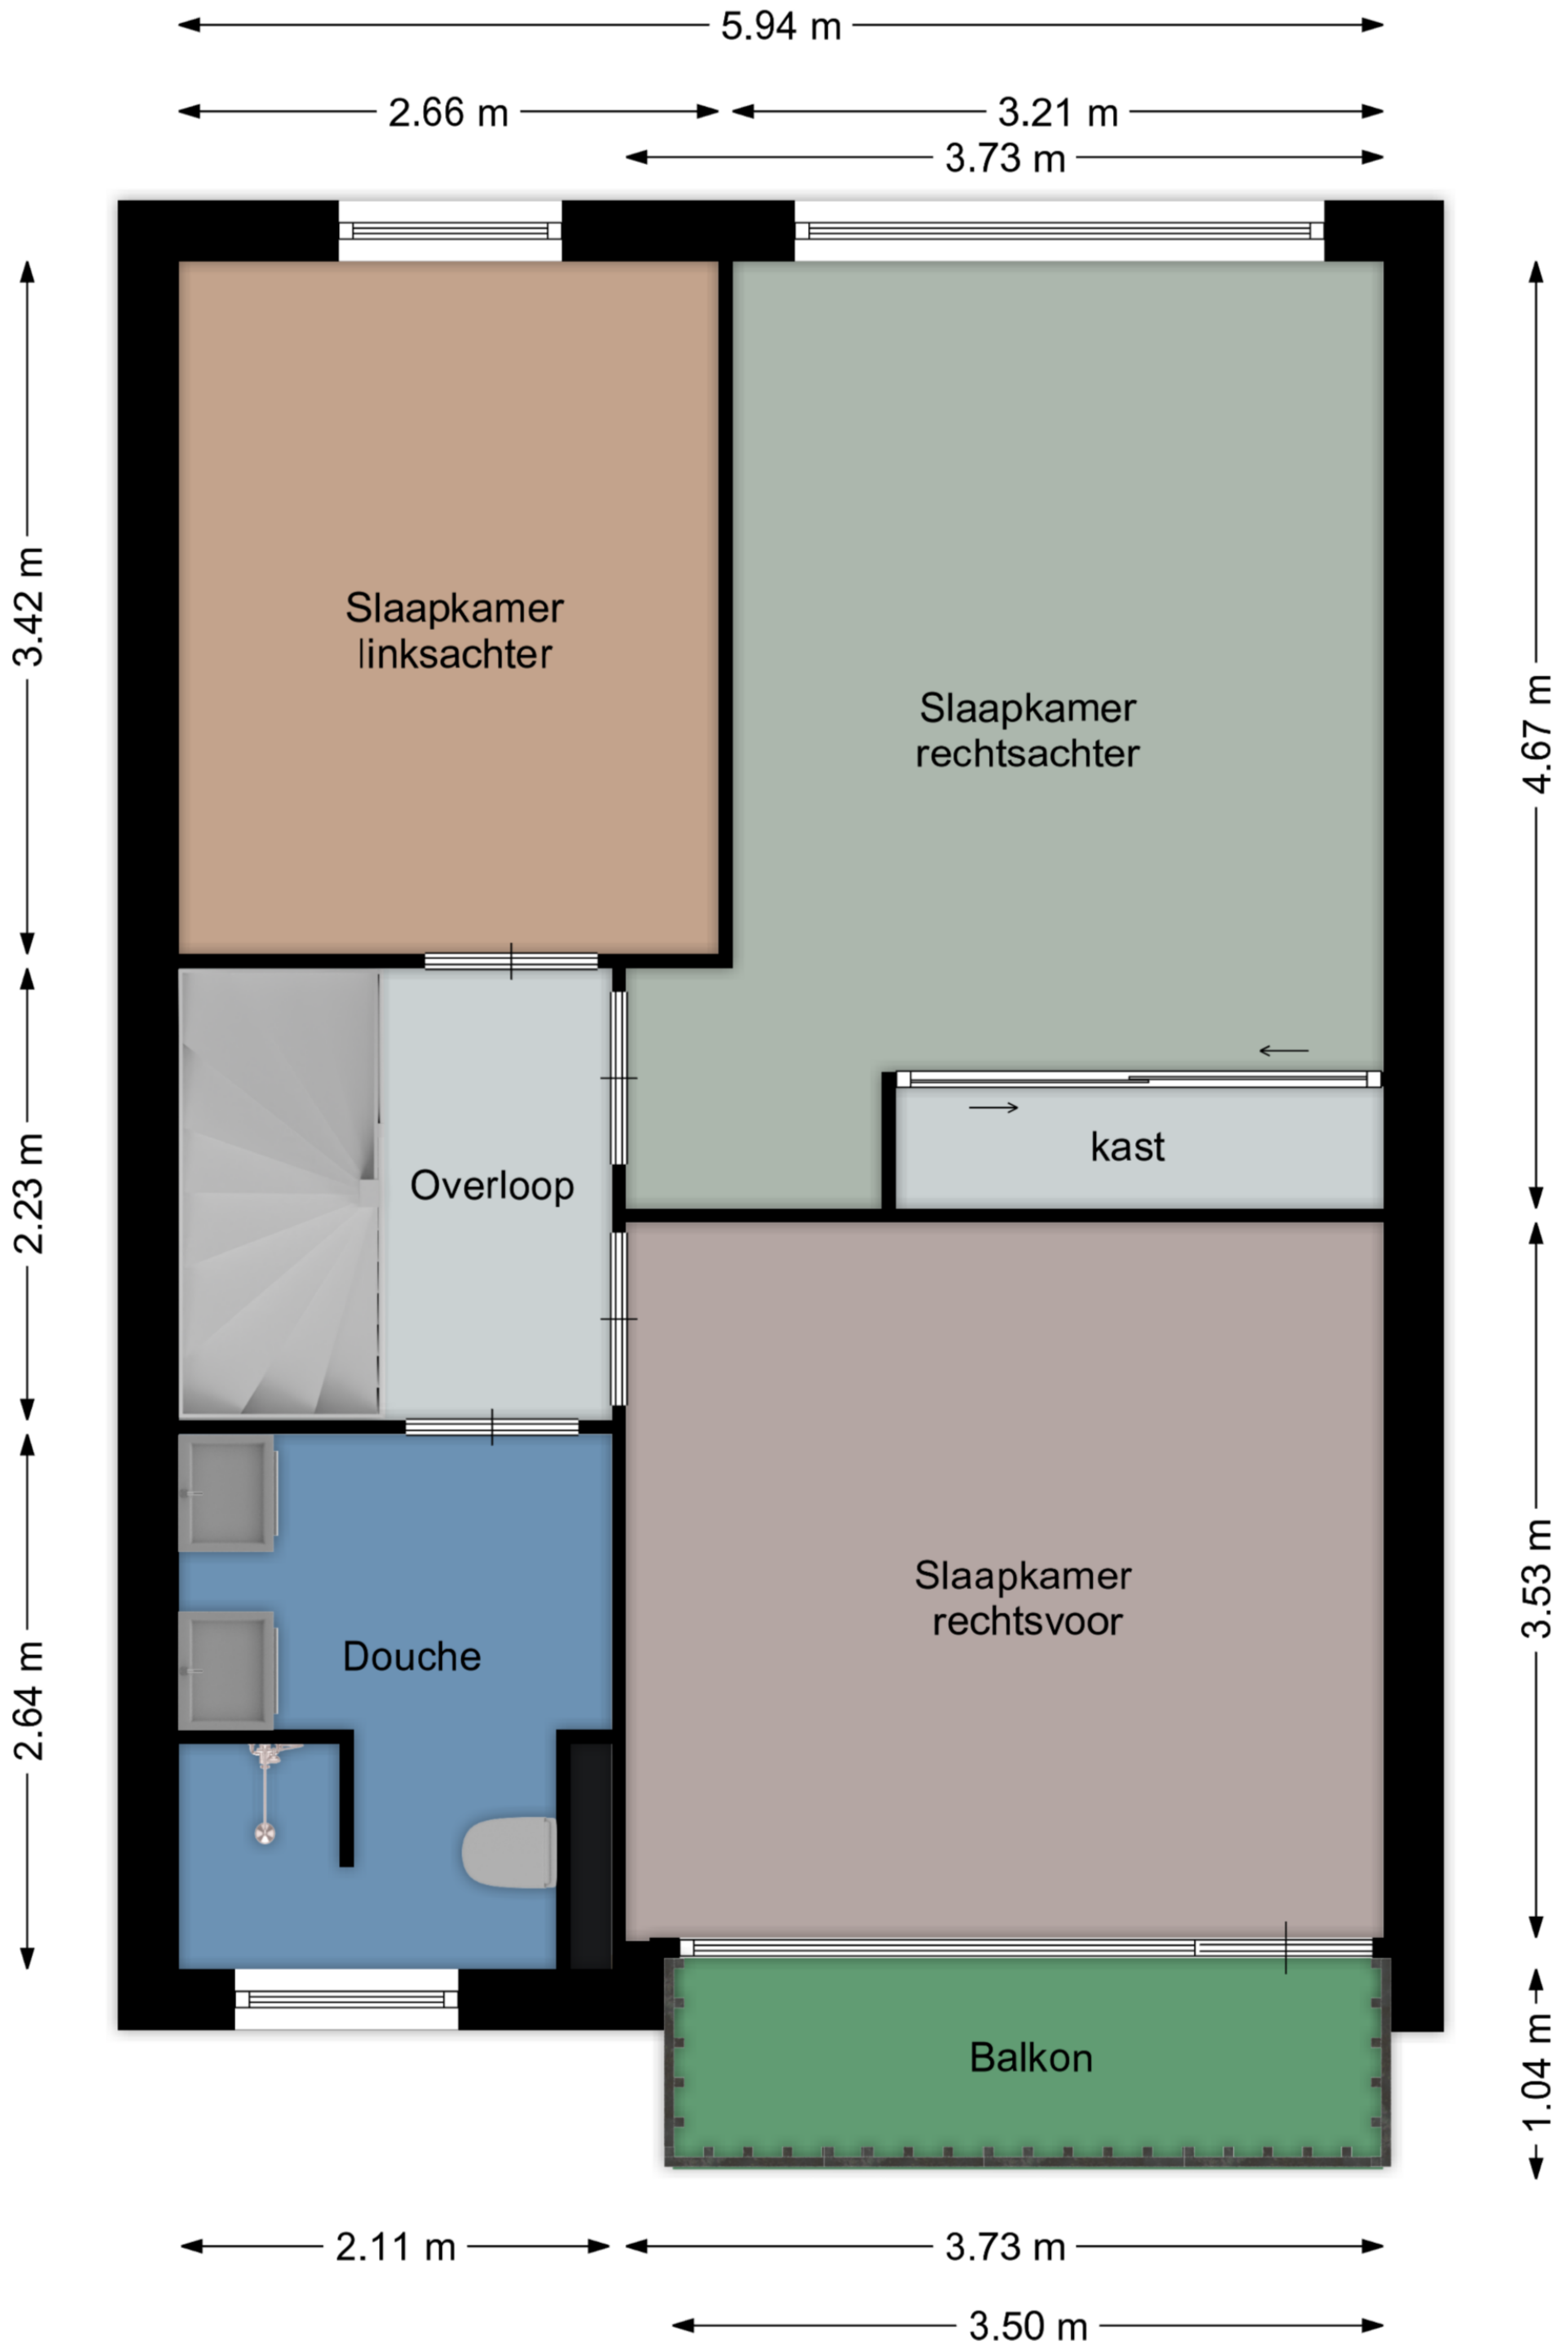 5.94 m
2.66 m
3.21 m
3.73 m
3.42 m
Slaapkamer
linksachter
Slaapkamer
rechtsachter
4.67 m
kast
2.23 m
Overloop
Slaapkamer
rechtsvoor
3.53 m
Douche
2.64 m
Balkon
1.04 m
2.11 m
3.73 m
3.50 m